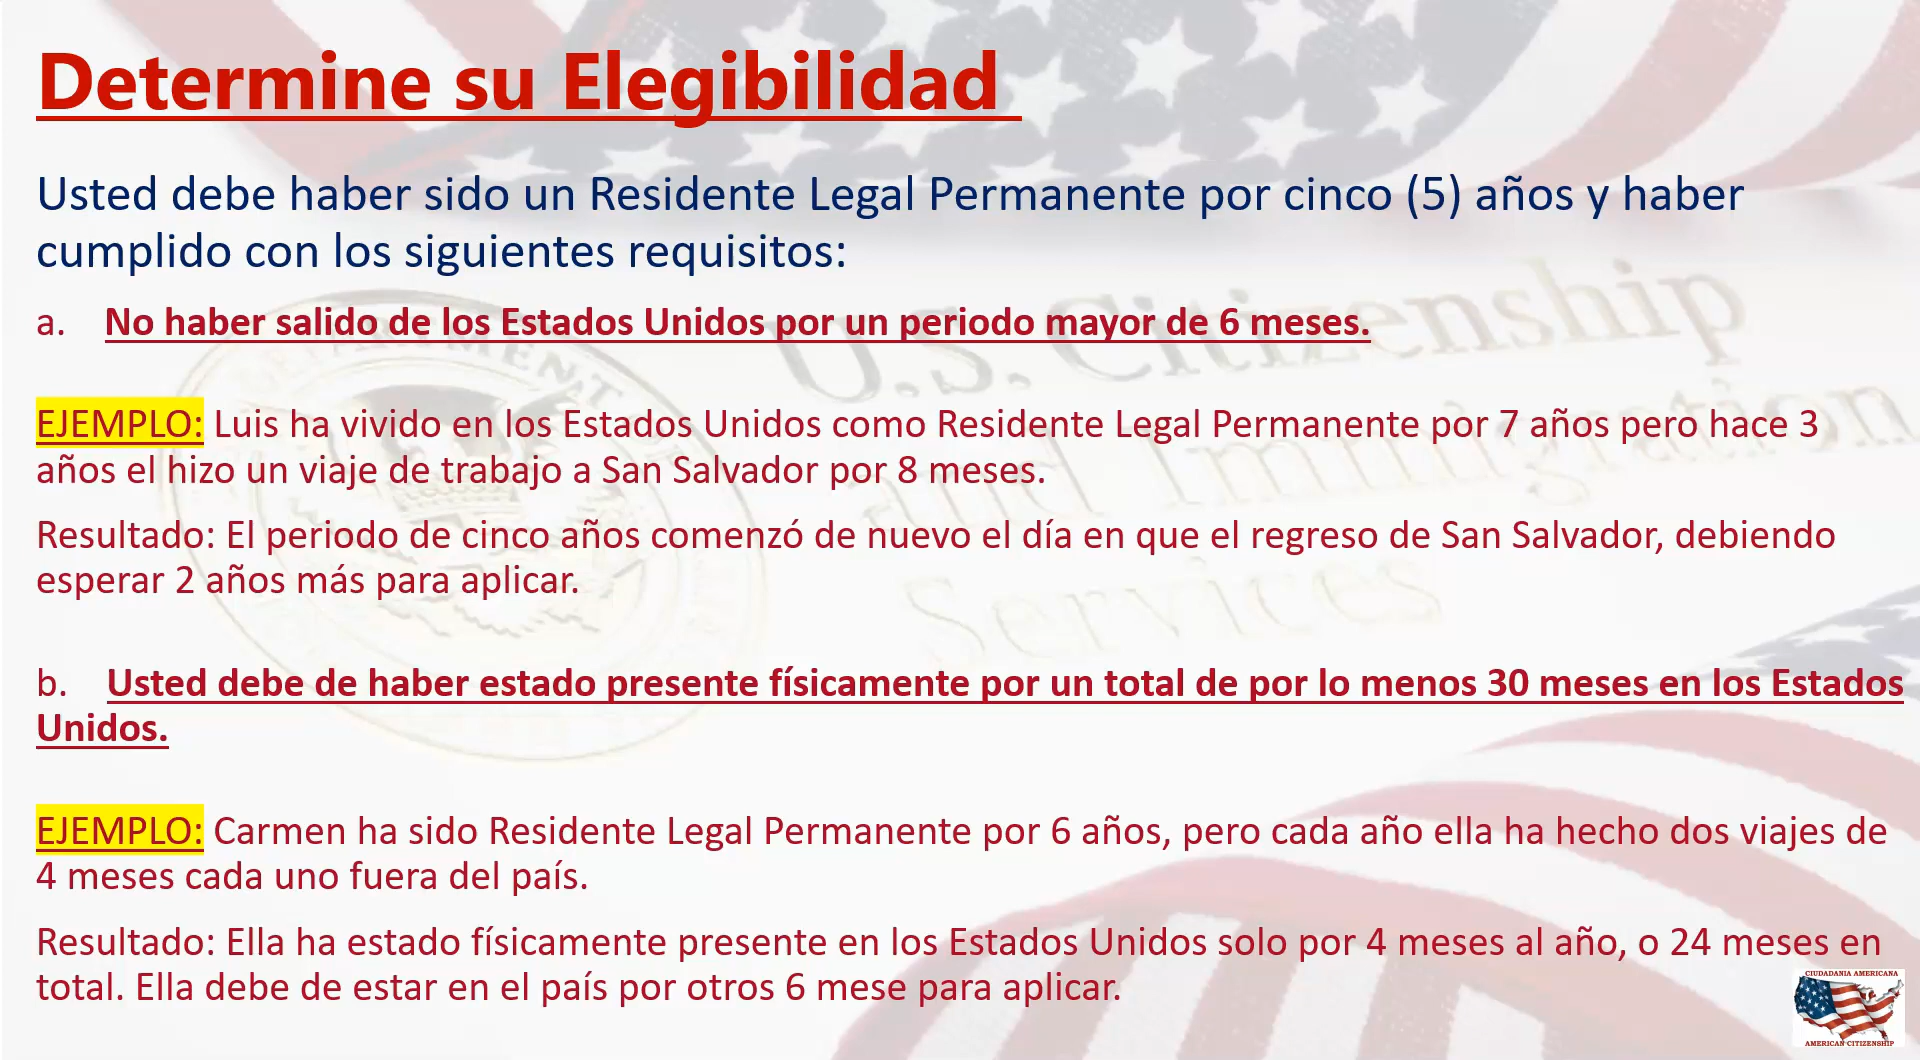 Determine su Elegibilidad
Usted debe haber sido un Residente Legal Permanente por cinco (5) años y haber
cumplido con los siguientes requisitos:
a. No haber salido de los Estados Unidos por un periodo mayor de 6 meses.
EJEMPLO: Luis ha vivido en los Estados Unidos como Residente Legal Permanente por 7 años pero hace 3
años el hizo un viaje de trabajo a San Salvador por 8 meses.
Resultado: El periodo de cinco años comenzó de nuevo el día en que el regreso de San Salvador, debiendo
esperar 2 años más para aplicar.
b. Usted debe de haber estado presente físicamente por un total de por lo menos 30 meses en los Estados
Unidos.
EJEMPLO: Carmen ha sido Residente Legal Permanente por 6 años, pero cada año ella ha hecho dos viajes de
4 meses cada uno fuera del país.
Resultado: Ella ha estado físicamente presente en los Estados Unidos solo por 4 meses al año, o 24 meses en
total. Ella debe de estar en el país por otros 6 mese para aplicar.
U.S. Citizenship
and Immigration
Services
DEPARTMENT
CIUDADANIA AMERICANA
AMERICAN CITIZENSHIP